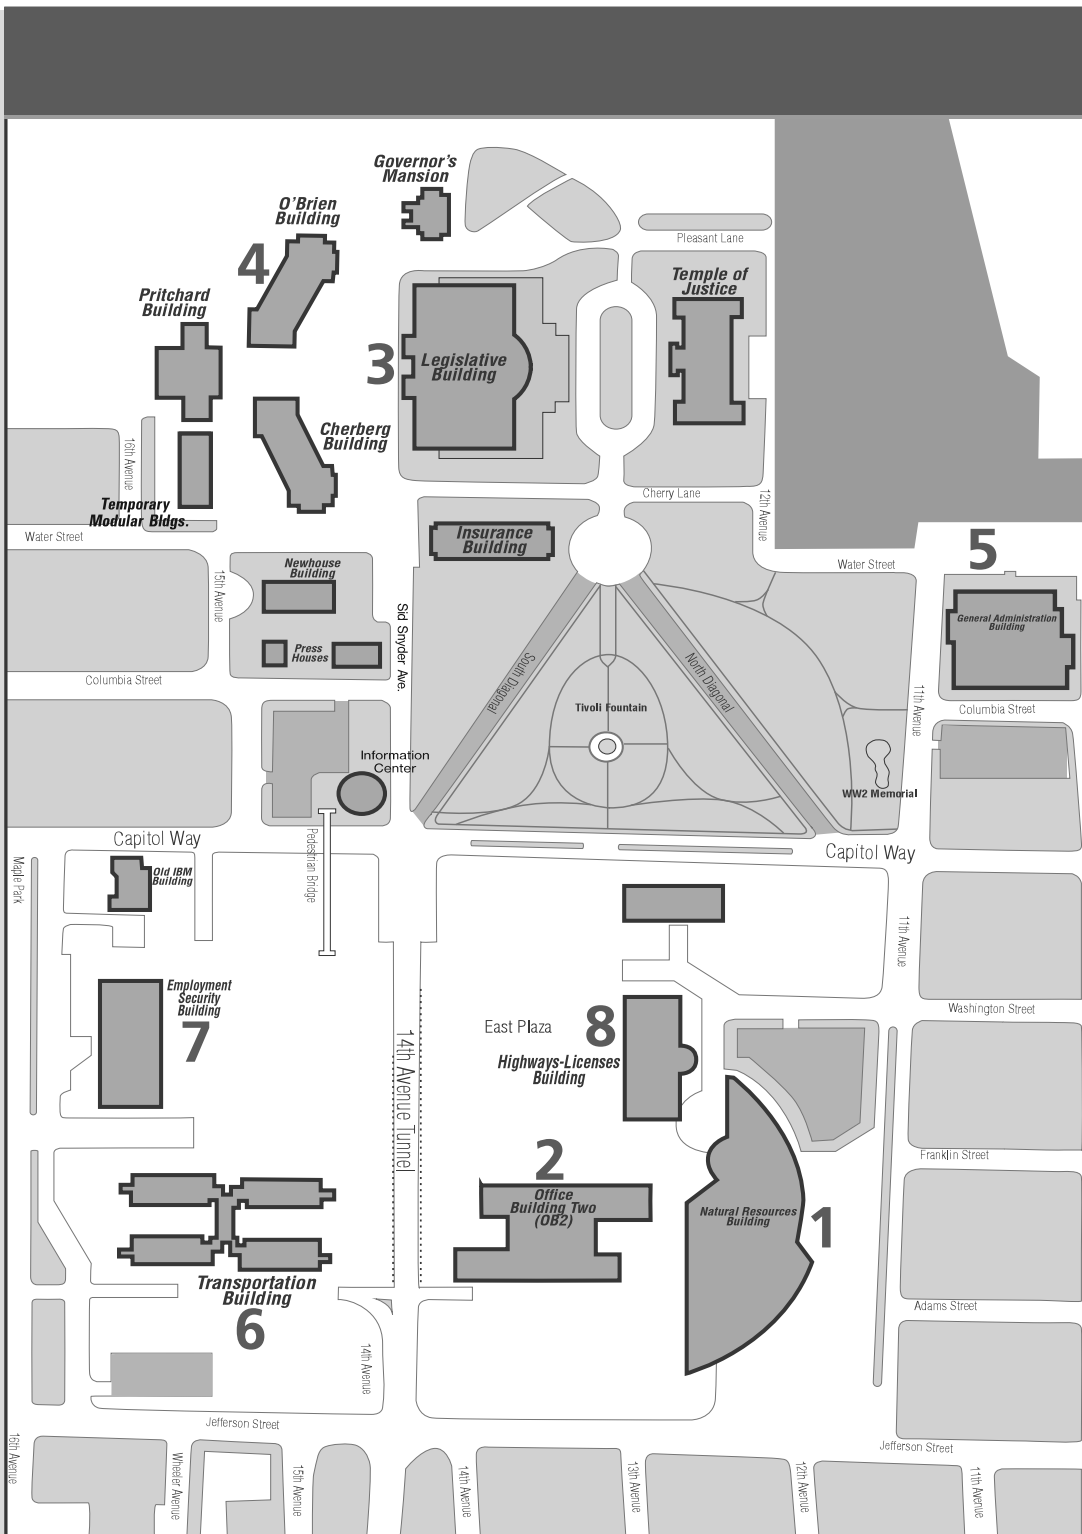 Governor's
Mansion
O'Brien
Building
4
Pleasant Lane
Temple of
Justice
Pritchard
Building
3
Legislative
Building
Cherberg
Building
16th Avenue
Temporary
Modular Bldgs.
Water Street
Cherry Lane
12th Avenue
Insurance
Building
5
Water Street
Newhouse
Building
15th Avenue
General Administration
Building
Sid Snyder Ave.
Press
Houses
South Diagonal
North Diagonal
Columbia Street
11th Avenue
Columbia Street
Tivoli Fountain
Information
Center
WW2 Memorial
Capitol Way
Capitol Way
Maple Park
Old IBM
Building
Pedestrian Bridge
11th Avenue
Employment
Security
Building
7
East Plaza
8
Washington Street
14th Avenue Tunnel
Highways-Licenses
Building
Franklin Street
2
Office
Building Two
(OB2)
Natural Resources
Building
1
Transportation
Building
6
Adams Street
14th Avenue
Jefferson Street
Jefferson Street
16th Avenue
Wheeler Avenue
15th Avenue
14th Avenue
13th Avenue
12th Avenue
11th Avenue